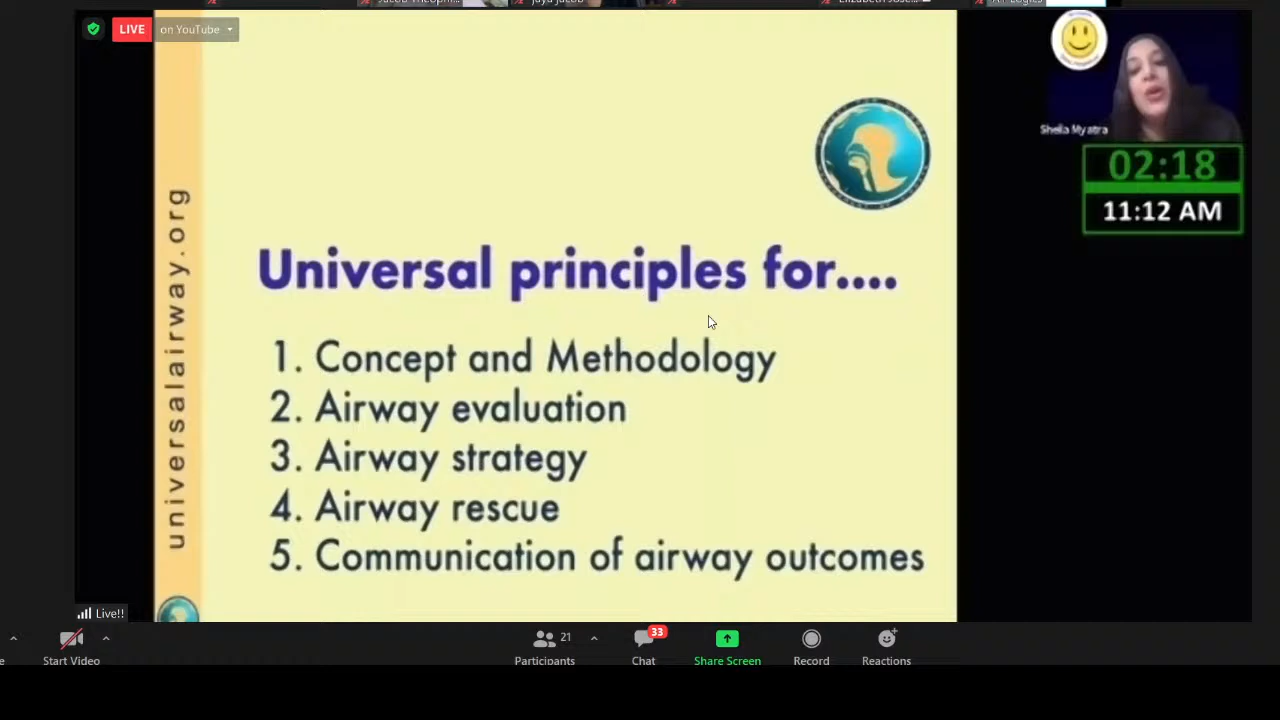 Jaya Jacob
LIVE
on YouTube
Sheila Myatra
02:18
11:12 AM
universalairway.org
Universal principles for....
1. Concept and Methodology
2. Airway evaluation
3. Airway strategy
4. Airway rescue
5. Communication of airway outcomes
Live!!
Start Video
21
Participants
33
Chat
Share Screen
Record
Reactions